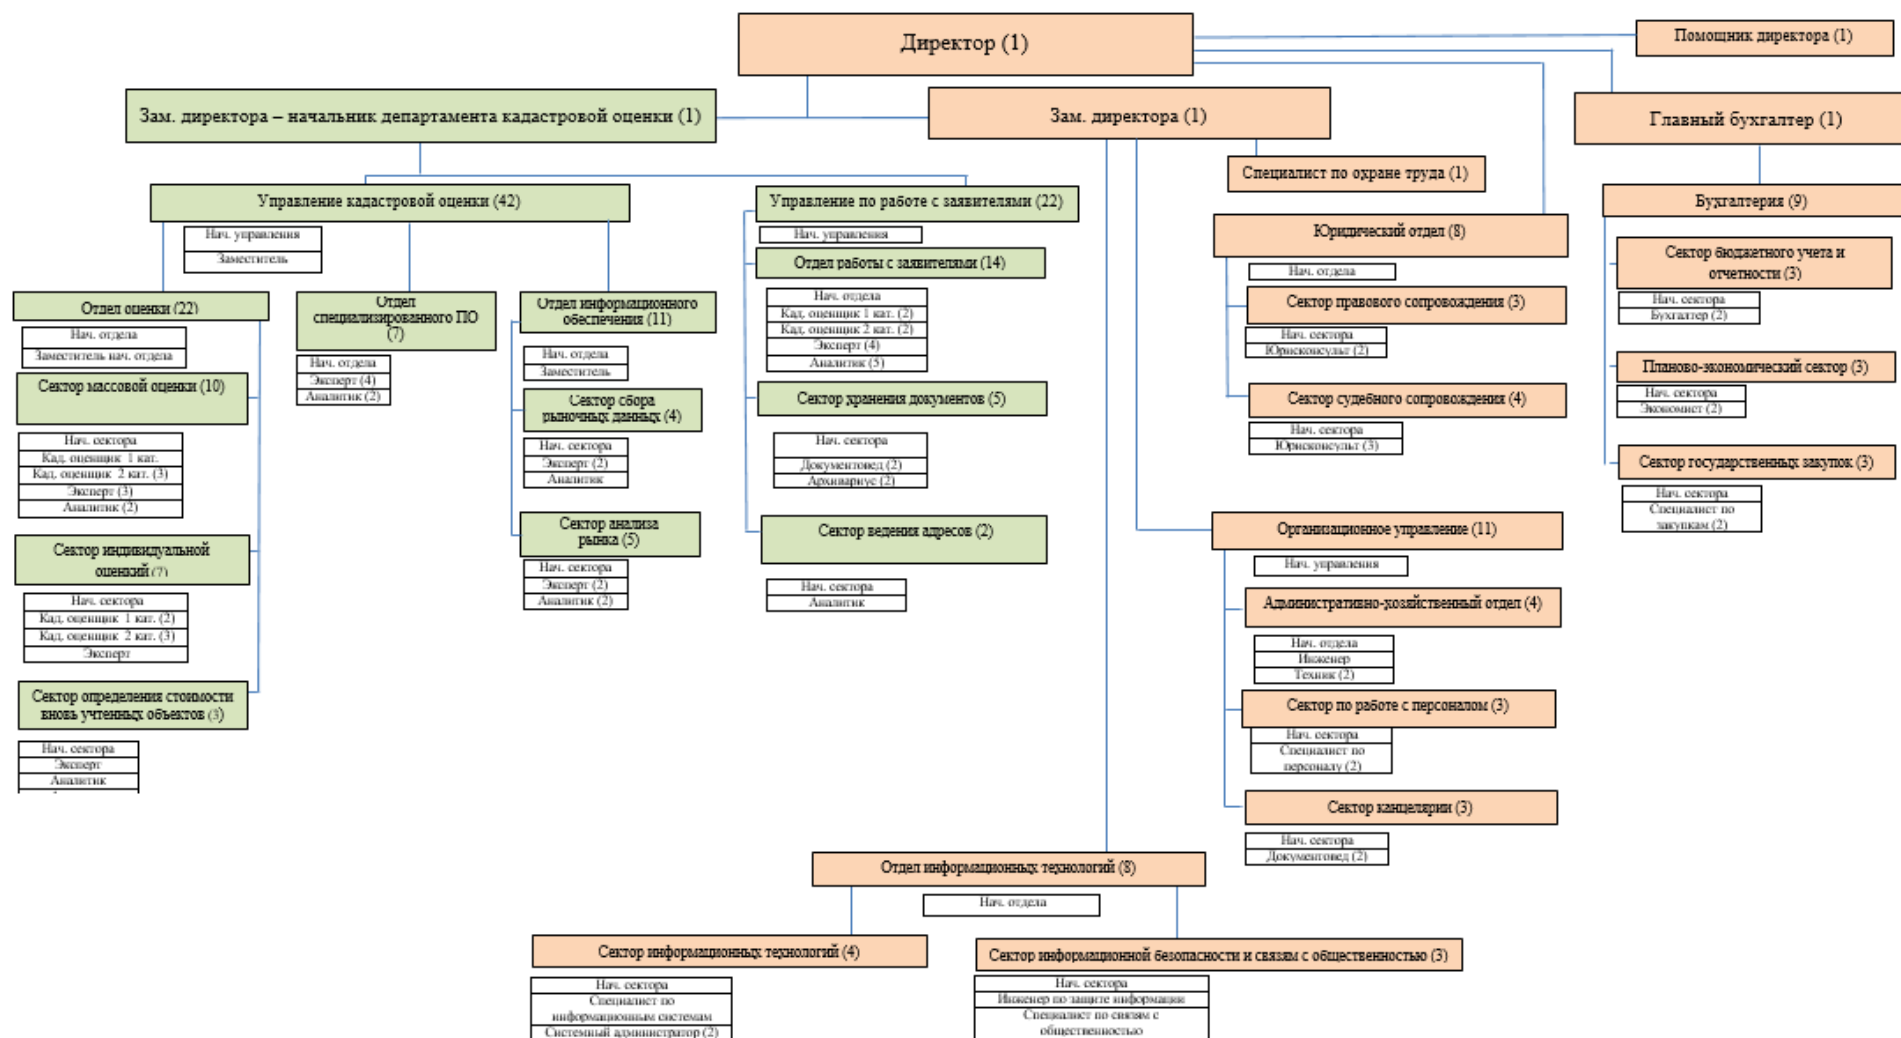 Директор (1)
Помощник директора (1)
Зам. директора – начальник департамента кадастровой оценки (1)
Зам. директора (1)
Главный бухгалтер (1)
Специалист по охране труда (1)
Управление кадастровой оценки (42)
Нач. управления
Заместитель
Отдел оценки (22)
Нач. отдела
Заместитель нач. отдела
Сектор массовой оценки (10)
Нач. сектора
Кад. оценщик 1 кат.
Кад. оценщик 2 кат. (3)
Эксперт (3)
Аналитик (2)
Сектор индивидуальной
оценкий (7)
Нач. сектора
Кад. оценщик 1 кат. (2)
Кад. оценщик 2 кат. (3)
Эксперт
Сектор определения стоимости
вновь учтенных объектов (3)
Нач. сектора
Эксперт
Аналитик
Отдел
специализированного ПО
(7)
Нач. отдела
Эксперт (4)
Аналитик (2)
Отдел информационного
обеспечения (11)
Нач. отдела
Заместитель
Сектор сбора
рыночных данных (4)
Нач. сектора
Эксперт (2)
Аналитик
Сектор анализа
рынка (5)
Нач. сектора
Эксперт (2)
Аналитик (2)
Управление по работе с заявителями (22)
Нач. управления
Отдел работы с заявителями (14)
Нач. отдела
Кад. оценщик 1 кат. (2)
Кад. оценщик 2 кат. (2)
Эксперт (4)
Аналитик (5)
Сектор хранения документов (5)
Нач. сектора
Документовед (2)
Архивариус (2)
Сектор ведения адресов (2)
Нач. сектора
Аналитик
Юридический отдел (8)
Нач. отдела
Сектор правового сопровождения (3)
Нач. сектора
Юрисконсульт (2)
Сектор судебного сопровождения (4)
Нач. сектора
Юрисконсульт (3)
Организационное управление (11)
Нач. управления
Административно-хозяйственный отдел (4)
Нач. отдела
Инженер
Техник (2)
Сектор по работе с персоналом (3)
Нач. сектора
Специалист по
персоналу (2)
Сектор канцелярии (3)
Нач. сектора
Документовед (2)
Бухгалтерия (9)
Сектор бюджетного учета и
отчетности (3)
Нач. сектора
Бухгалтер (2)
Планово-экономический сектор (3)
Нач. сектора
Экономист (2)
Сектор государственных закупок (3)
Нач. сектора
Специалист по
закупкам (2)
Отдел информационных технологий (8)
Нач. отдела
Сектор информационных технологий (4)
Нач. сектора
Специалист по
информационным системам
Системный администратор (2)
Сектор информационной безопасности и связям с общественностью (3)
Нач. сектора
Инженер по защите информации
Специалист по связям с
общественностью